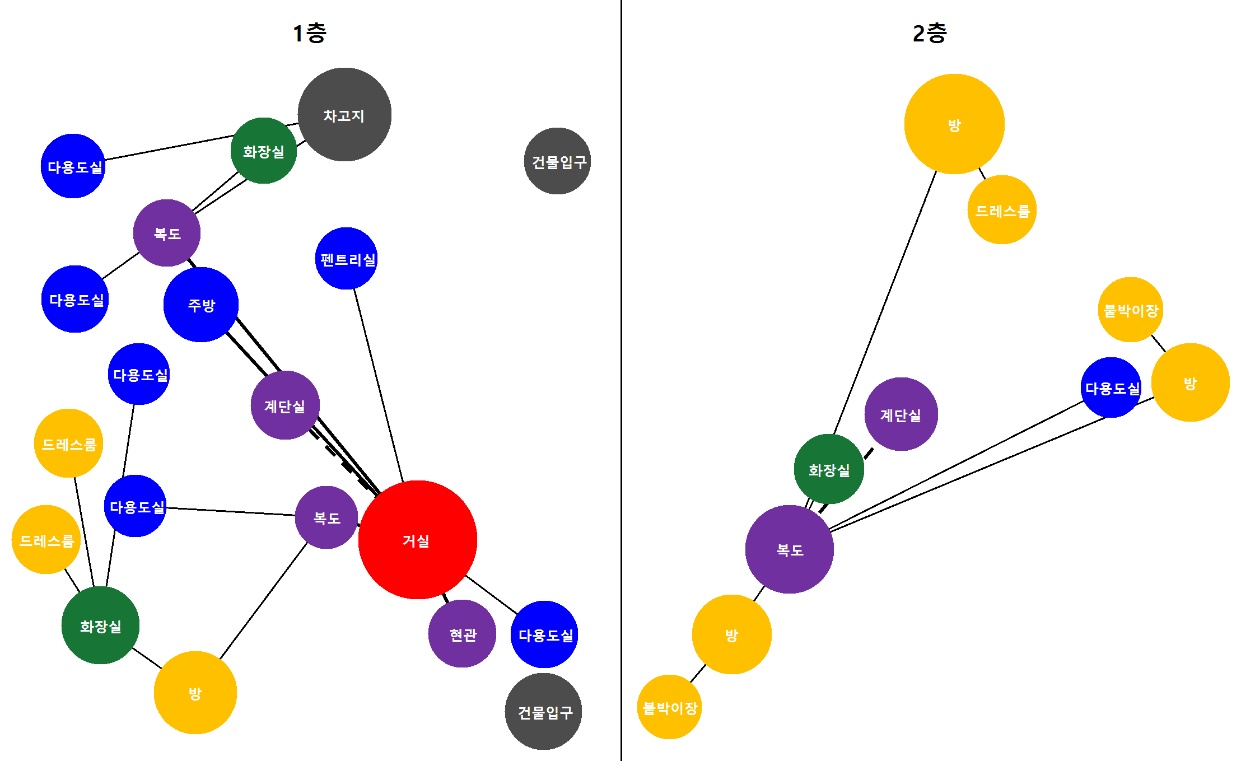 1층
차고지
화장실
건물입구
다용도실
복도
펜트리실
다용도실
주방
다용도실
계단실
드레스룸
다용도실
복도
드레스룸
거실
화장실
현관
다용도실
방
건물입구
2층
방
드레스룸
붙박이장
방
다용도실
계단실
화장실
복도
방
붙박이장